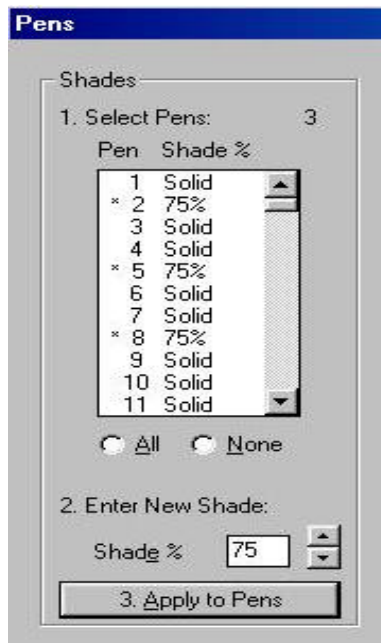 Pens
Shades
1. Select Pens: 3
Pen Shade %
1 Solid
* 2 75%
3 Solid
4 Solid
* 5 75%
6 Solid
7 Solid
* 8 75%
9 Solid
10 Solid
11 Solid
All None
2. Enter New Shade:
Shade % 75
3. Apply to Pens